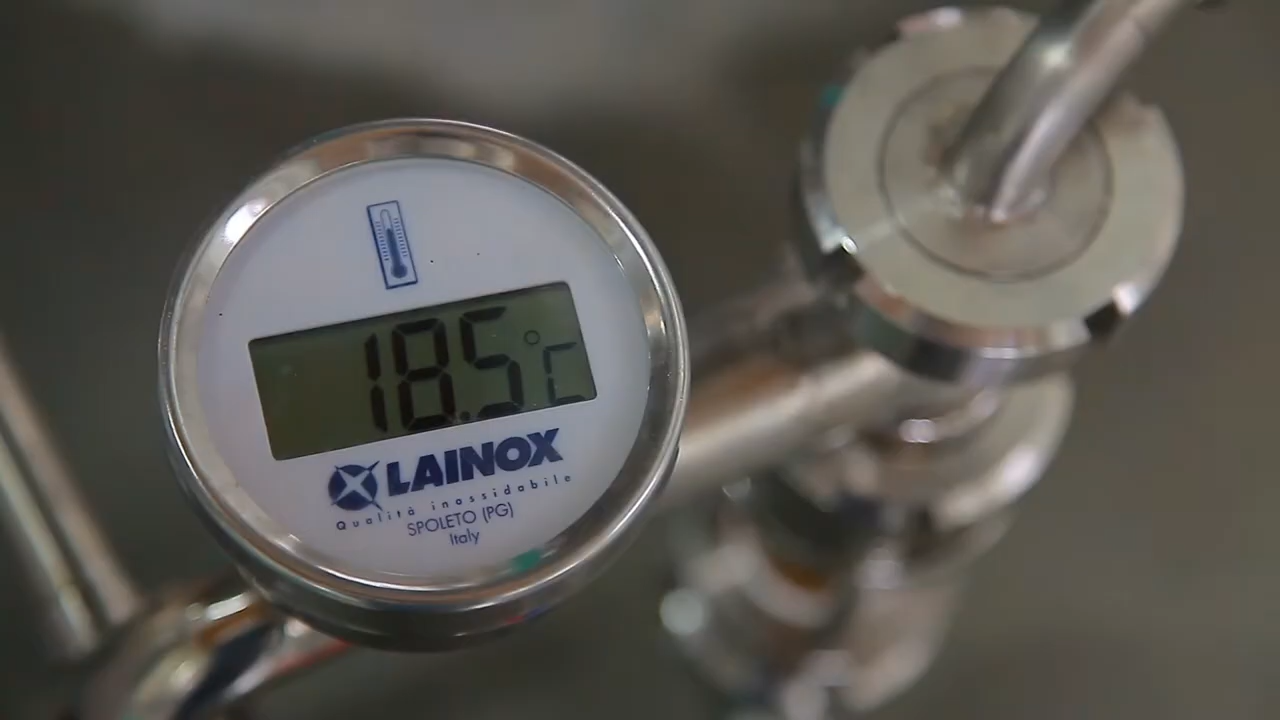 18.5°C
LAINOX
Qualità inossidabile
SPOLETO (PG)
Italy